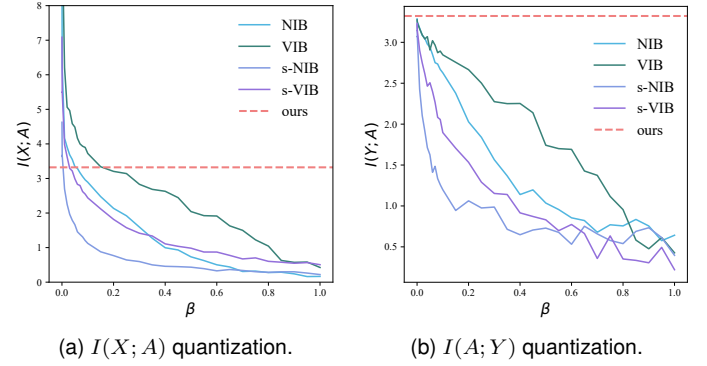 8
7
6
5
4
3
2
1
0
I(X; A)
0.0 0.2 0.4 0.6 0.8 1.0
β
NIB
VIB
s-NIB
s-VIB
ours
3.0
2.5
2.0
1.5
1.0
0.5
I(Y; A)
0.0 0.2 0.4 0.6 0.8 1.0
β
NIB
VIB
s-NIB
s-VIB
ours
(a) I(X; A) quantization.
(b) I(A; Y) quantization.